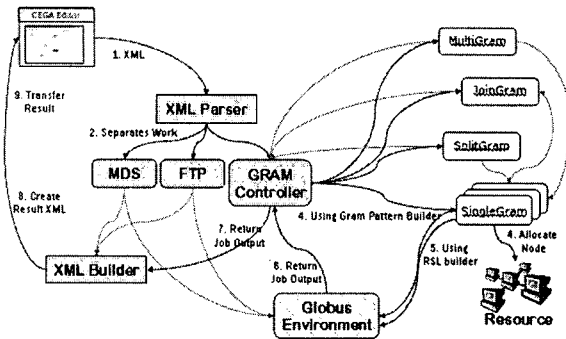 CEGA Editor
1. XML
MultiGram
9. Transfer
Result
JoinGram
XML Parser
2. Separates Work
SplitGram
MDS
FTP
GRAM
Controller
8. Create
Result XML
4. Using Gram Pattern Builder
SingleGram
7. Return
Job Output
4. Allocate
Node
5. Using
RSL builder
XML Builder
6. Return
Job Output
Globus
Environment
Resource